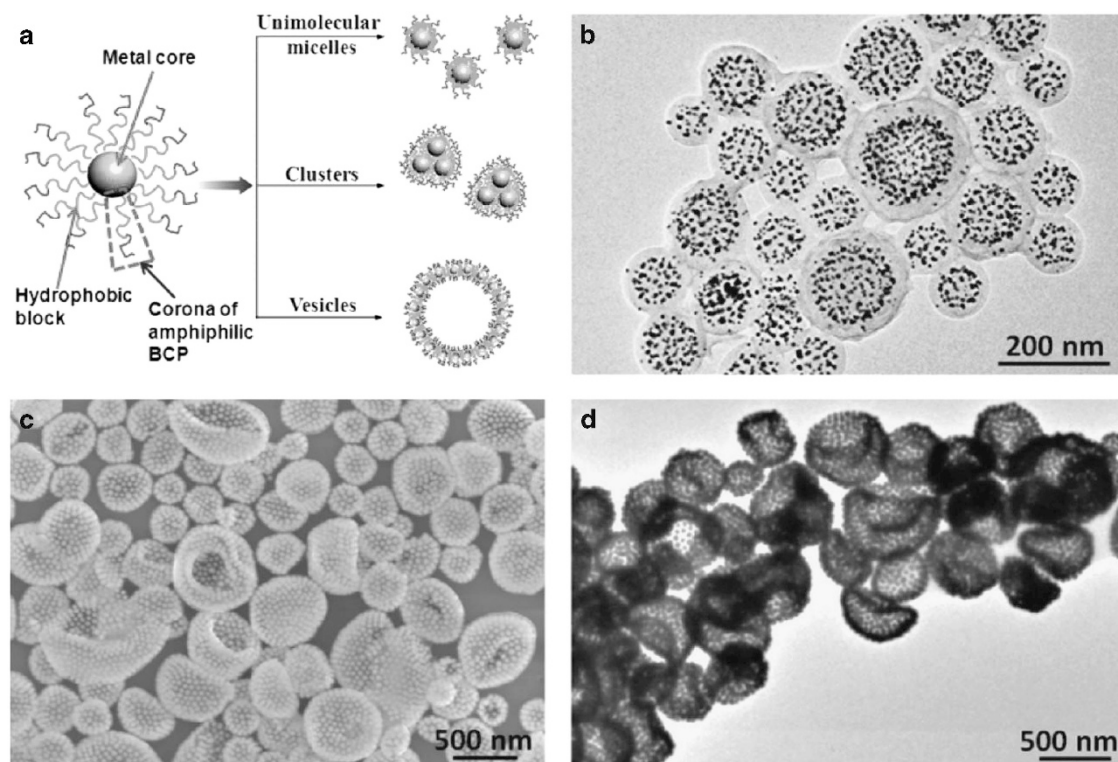 a
Metal core
Hydrophobic
block
Corona of
amphiphilic
BCP
Unimolecular
micelles
Clusters
Vesicles
b
200 nm
c
500 nm
d
500 nm